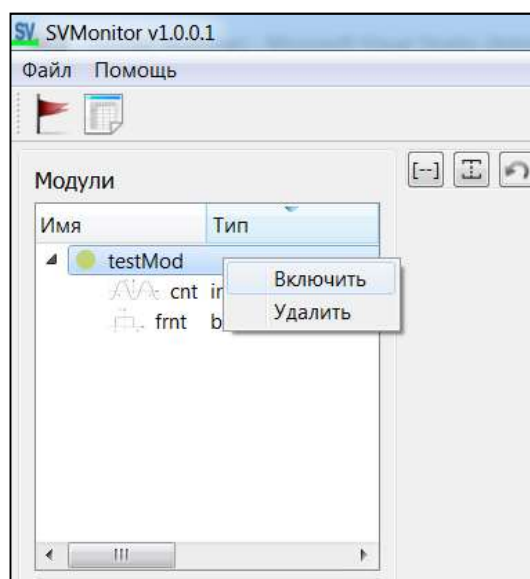 SV SVMonitor v1.0.0.1
Файл Помощь
[--]
Модули
Имя Тип
testMod
Включить
cnt
frnt
Удалить